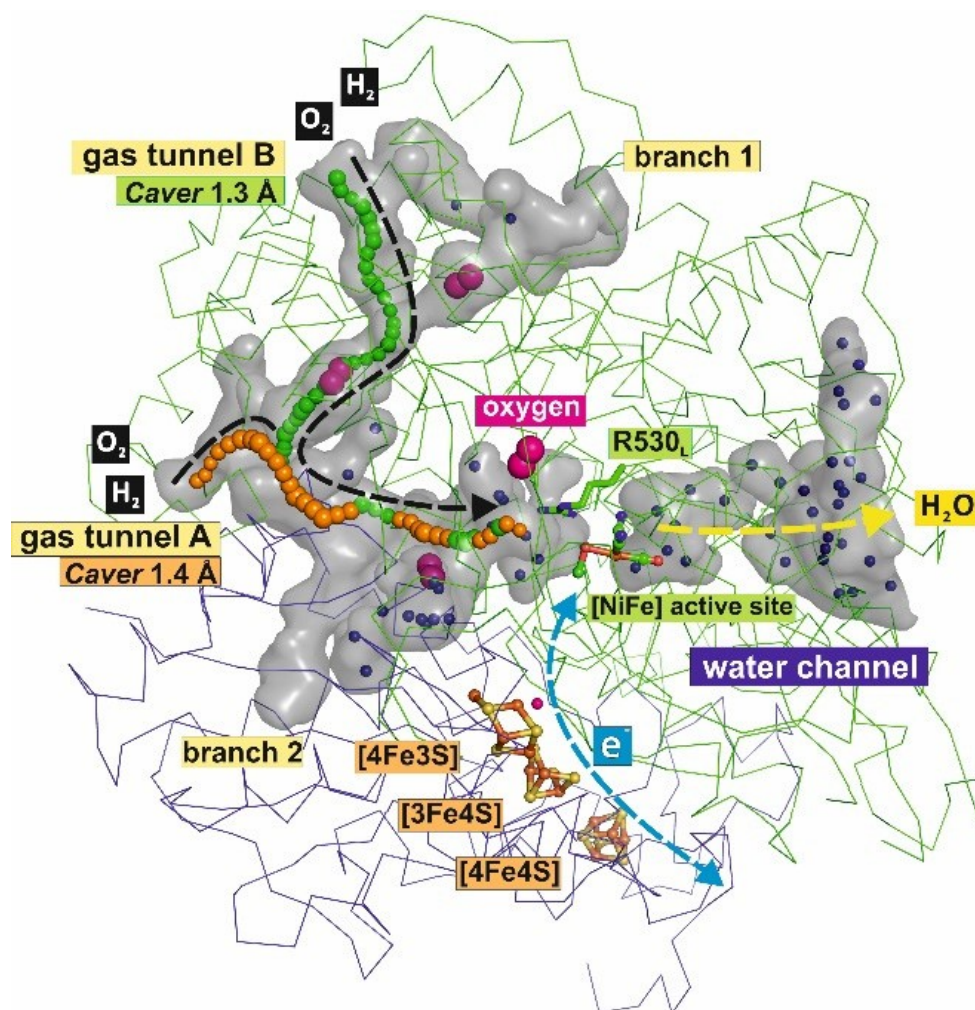 H₂
O₂
gas tunnel B
Caver 1.3 Å
branch 1
oxygen
R530L
O₂
H₂
H₂O
gas tunnel A
Caver 1.4 Å
[NiFe] active site
water channel
branch 2
e⁻
[4Fe3S]
[3Fe4S]
[4Fe4S]